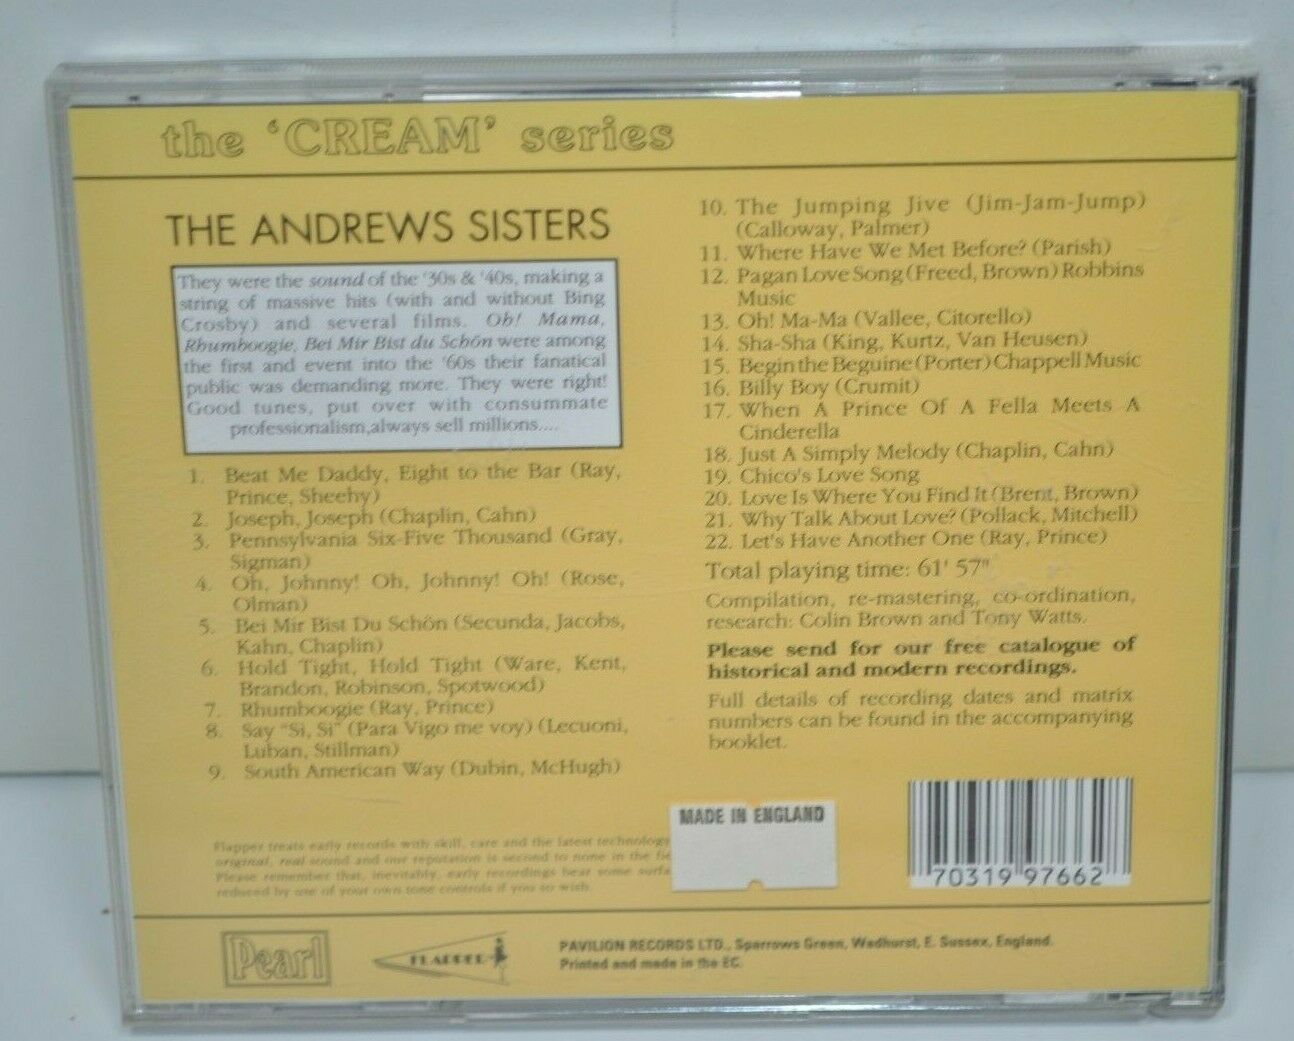 the 'CREAM' series
THE ANDREWS SISTERS
They were the sound of the '30s & '40s, making a
string of massive hits (with and without Bing
Crosby) and several films. Oh! Mama,
Rhumboogie, Bei Mir Bist du Schön were among
the first and event into the '60s their fanatical
public was demanding more. They were right!
Good tunes, put over with consummate
professionalism,always sell millions....
1. Beat Me Daddy, Eight to the Bar (Ray,
Prince, Sheehy)
2. Joseph, Joseph (Chaplin, Cahn)
3. Pennsylvania Six-Five Thousand (Gray,
Sigman)
4. Oh, Johnny! Oh, Johnny! Oh! (Rose,
Olman)
5. Bei Mir Bist Du Schön (Secunda, Jacobs,
Kahn, Chaplin)
6. Hold Tight, Hold Tight (Ware, Kent,
Brandon, Robinson, Spotwood)
7. Rhumboogie (Ray, Prince)
8. Say "Si, Si" (Para Vigo me voy) (Lecuoni,
Luban, Stillman)
9. South American Way (Dubin, McHugh)
10. The Jumping Jive (Jim-Jam-Jump)
(Calloway, Palmer)
11. Where Have We Met Before? (Parish)
12. Pagan Love Song (Freed, Brown) Robbins
Music
13. Oh! Ma-Ma (Vallee, Citorello)
14. Sha-Sha (King, Kurtz, Van Heusen)
15. Begin the Beguine (Porter) Chappell Music
16. Billy Boy (Crumit)
17. When A Prince Of A Fella Meets A
Cinderella
18. Just A Simply Melody (Chaplin, Cahn)
19. Chico's Love Song
20. Love Is Where You Find It (Brent, Brown)
21. Why Talk About Love? (Pollack, Mitchell)
22. Let's Have Another One (Ray, Prince)
Total playing time: 61' 57"
Compilation, re-mastering, co-ordination,
research: Colin Brown and Tony Watts.
Please send for our free catalogue of
historical and modern recordings.
Full details of recording dates and matrix
numbers can be found in the accompanying
booklet.
Flapper treats early records with skill, care and the latest technology
original, real sound and our reputation is second to none in the
Please remember that, inevitably, early recordings bear some
reduced by use of your own tone controls if you so wish.
MADE IN ENGLAND
70319 97662
Pearl
FLAPPER
PAVILION RECORDS LTD., Sparrows Green, Wadhurst, E. Sussex, England.
Printed and made in the EC.